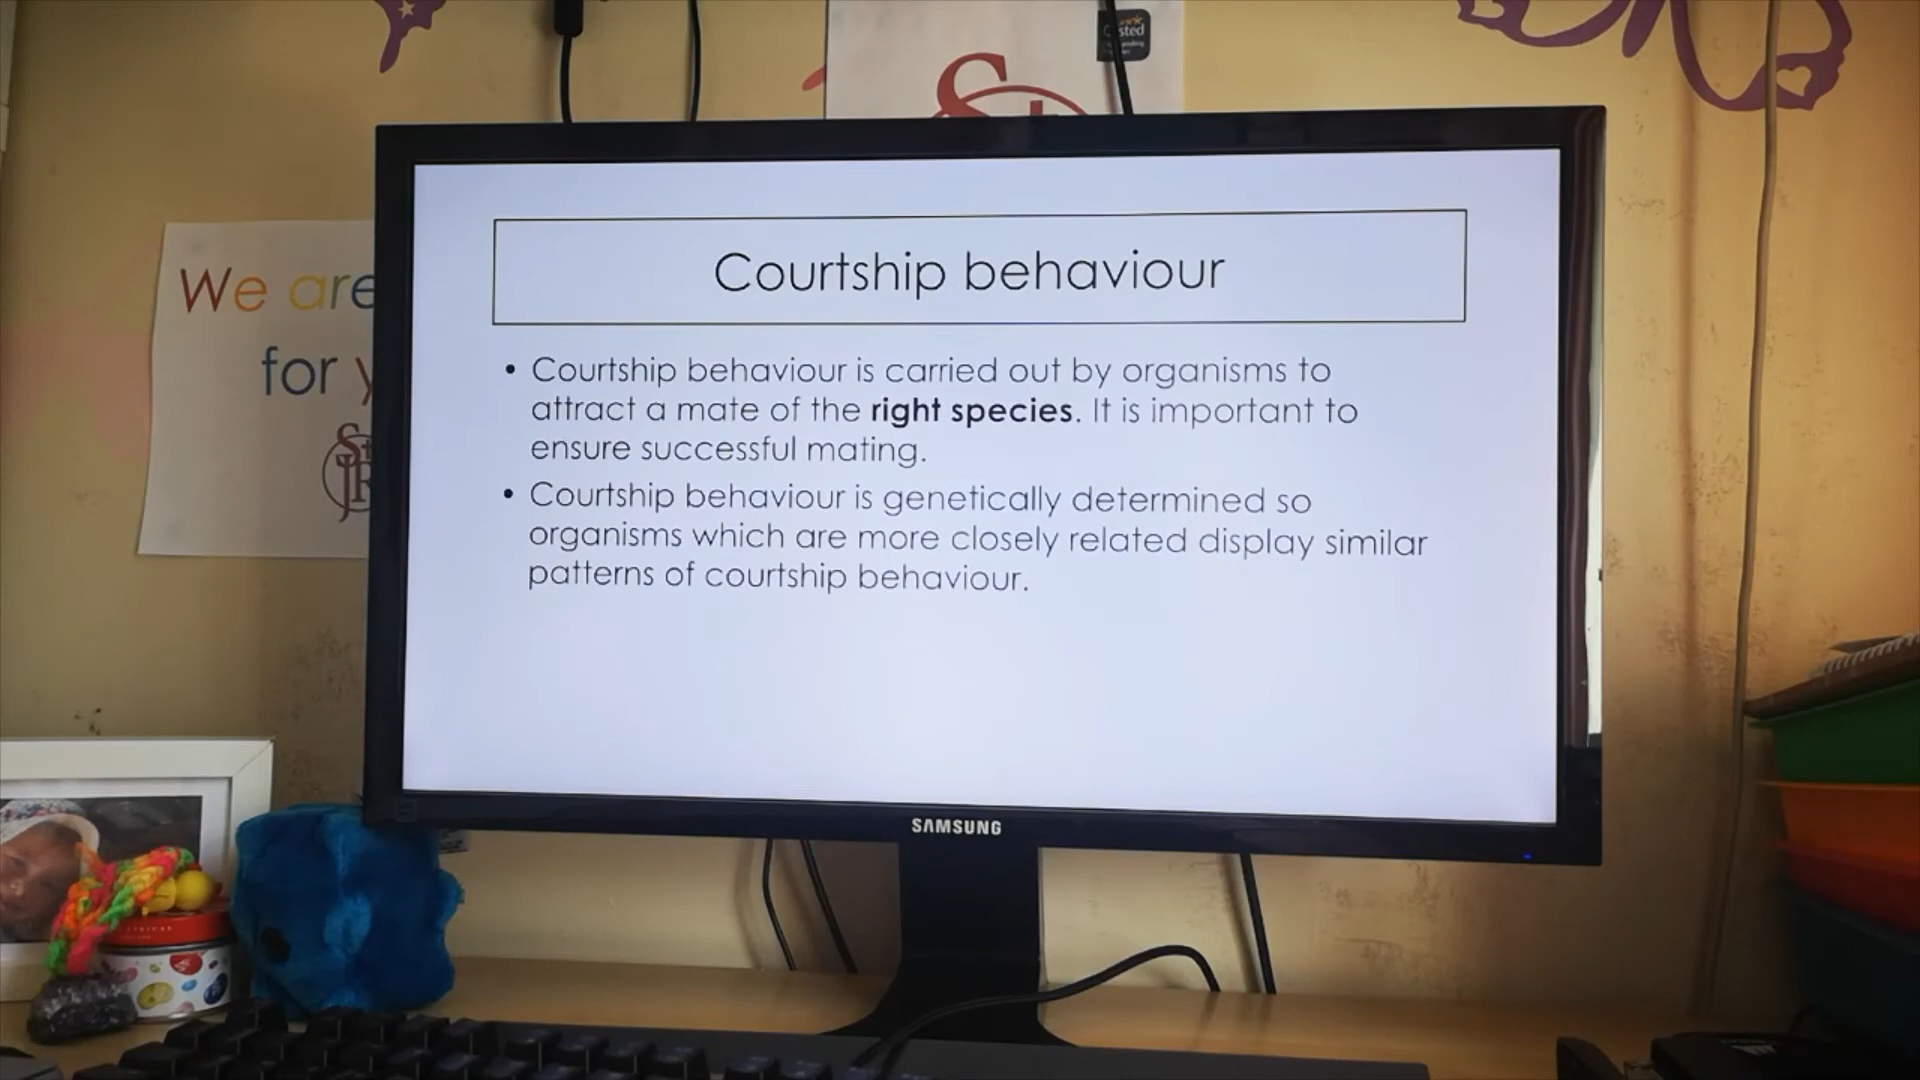 We are
for
Courtship behaviour
• Courtship behaviour is carried out by organisms to
attract a mate of the right species. It is important to
ensure successful mating.
• Courtship behaviour is genetically determined so
organisms which are more closely related display similar
patterns of courtship behaviour.
SAMSUNG